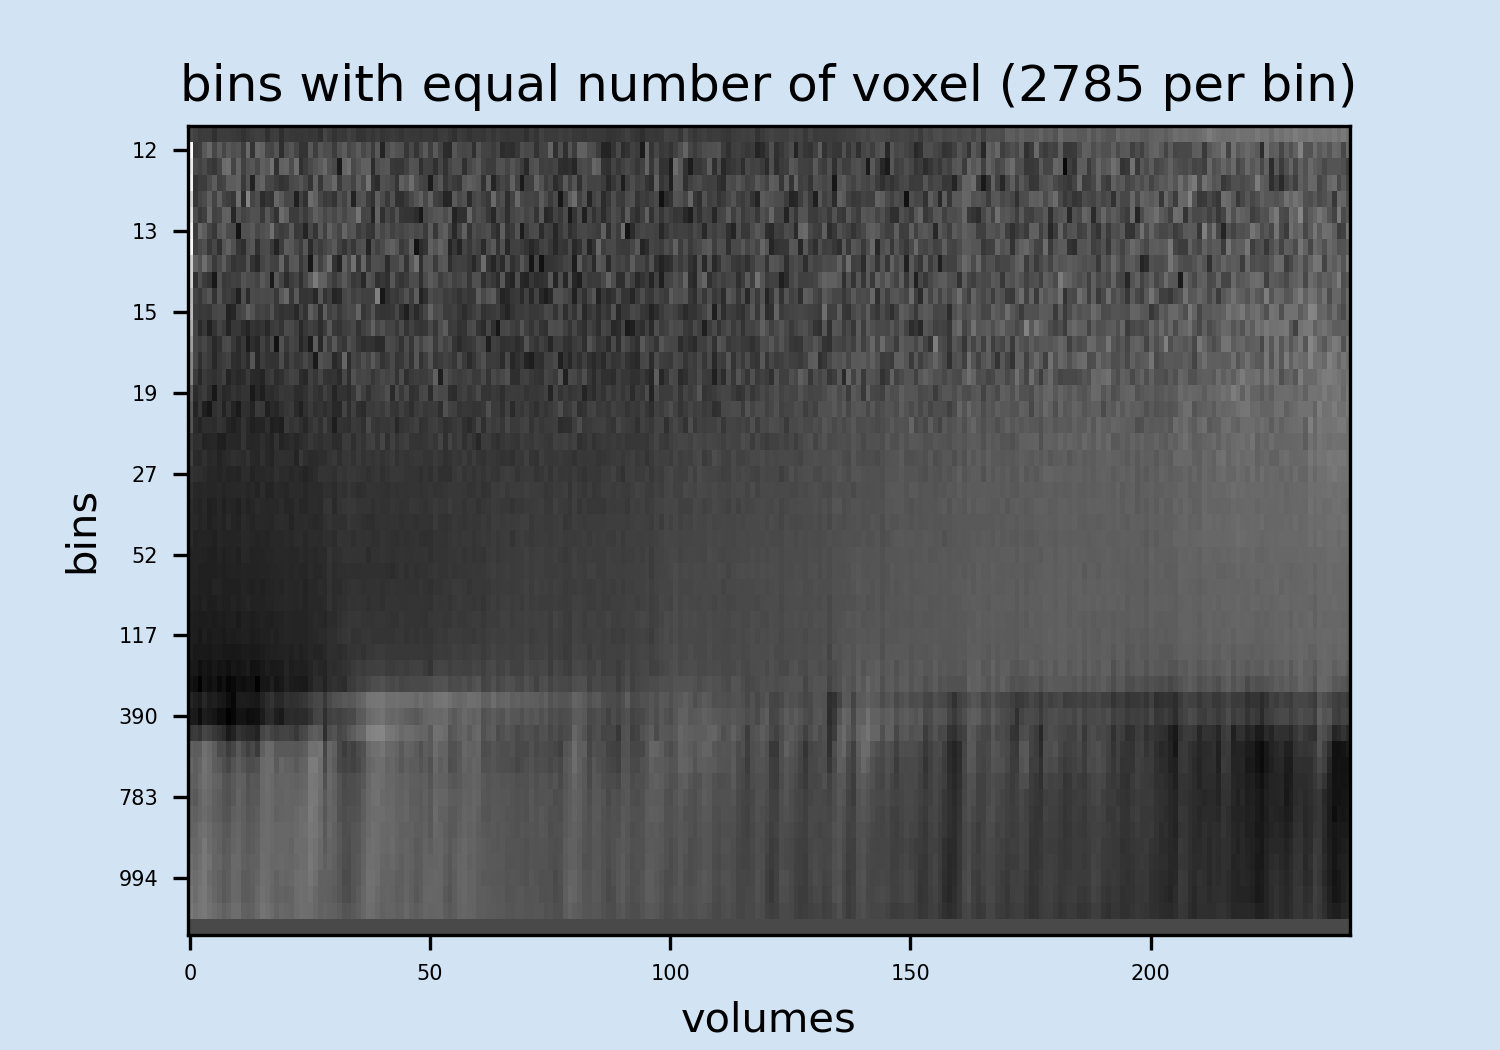 bins with equal number of voxel (2785 per bin)
bins
12
13
15
19
27
52
117
390
783
994
0 50 100 150 200
volumes